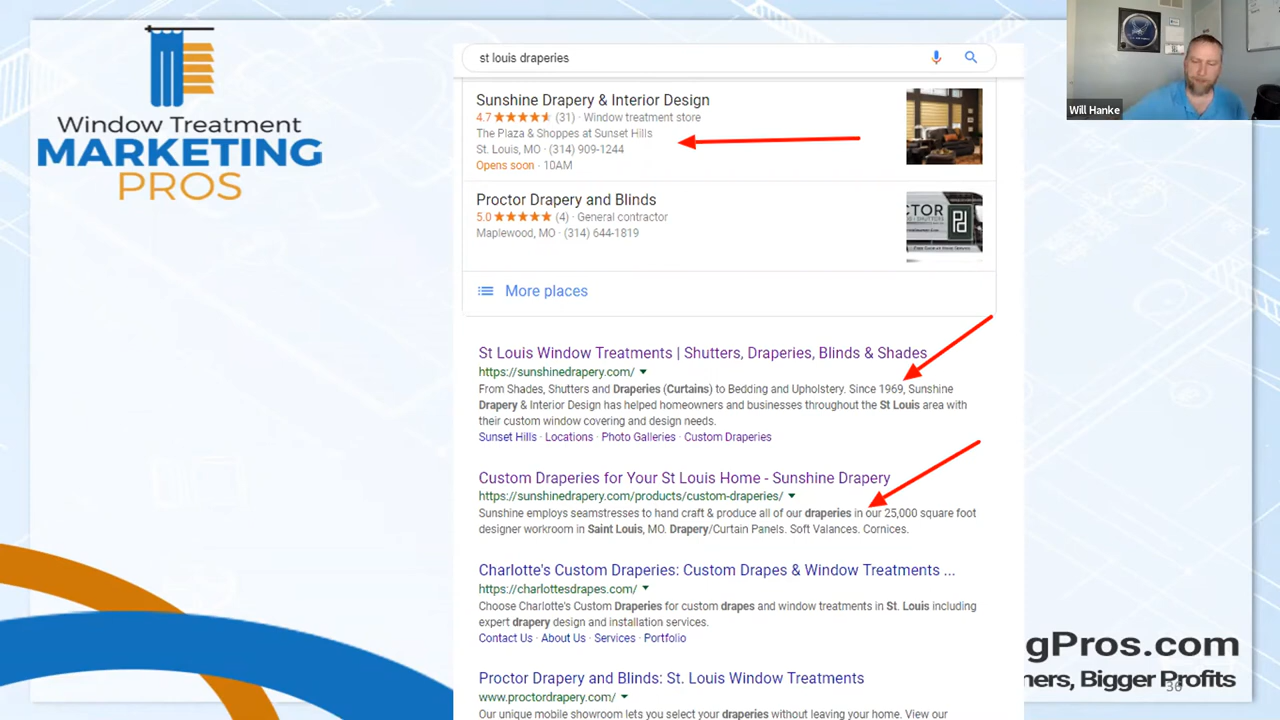 Window Treatment
MARKETING
PROS
st louis draperies
Sunshine Drapery & Interior Design
4.7 ★★★★★ (31) · Window treatment store
The Plaza & Shoppes at Sunset Hills
St. Louis, MO · (314) 909-1244
Opens soon · 10AM
Proctor Drapery and Blinds
5.0 ★★★★★ (4) · General contractor
Maplewood, MO · (314) 644-1819
CTOR
More places
St Louis Window Treatments | Shutters, Draperies, Blinds & Shades
https://sunshinedrapery.com/
From Shades, Shutters and Draperies (Curtains) to Bedding and Upholstery. Since 1969, Sunshine
Drapery & Interior Design has helped homeowners and businesses throughout the St Louis area with
their custom window covering and design needs.
Sunset Hills · Locations · Photo Galleries · Custom Draperies
Custom Draperies for Your St Louis Home - Sunshine Drapery
https://sunshinedrapery.com/products/custom-draperies/
Sunshine employs seamstresses to hand craft & produce all of our draperies in our 25,000 square foot
designer workroom in Saint Louis, MO. Drapery/Curtain Panels. Soft Valances. Cornices.
Charlotte's Custom Draperies: Custom Drapes & Window Treatments ...
https://charlottesdrapes.com/
Choose Charlotte's Custom Draperies for custom drapes and window treatments in St. Louis including
expert drapery design and installation services.
Contact Us · About Us · Services · Portfolio
Proctor Drapery and Blinds: St. Louis Window Treatments
www.proctordrapery.com/
Our unique mobile showroom lets you select your draperies without leaving your home. View our
Will Hanke
gPros.com
ners, Bigger Profits